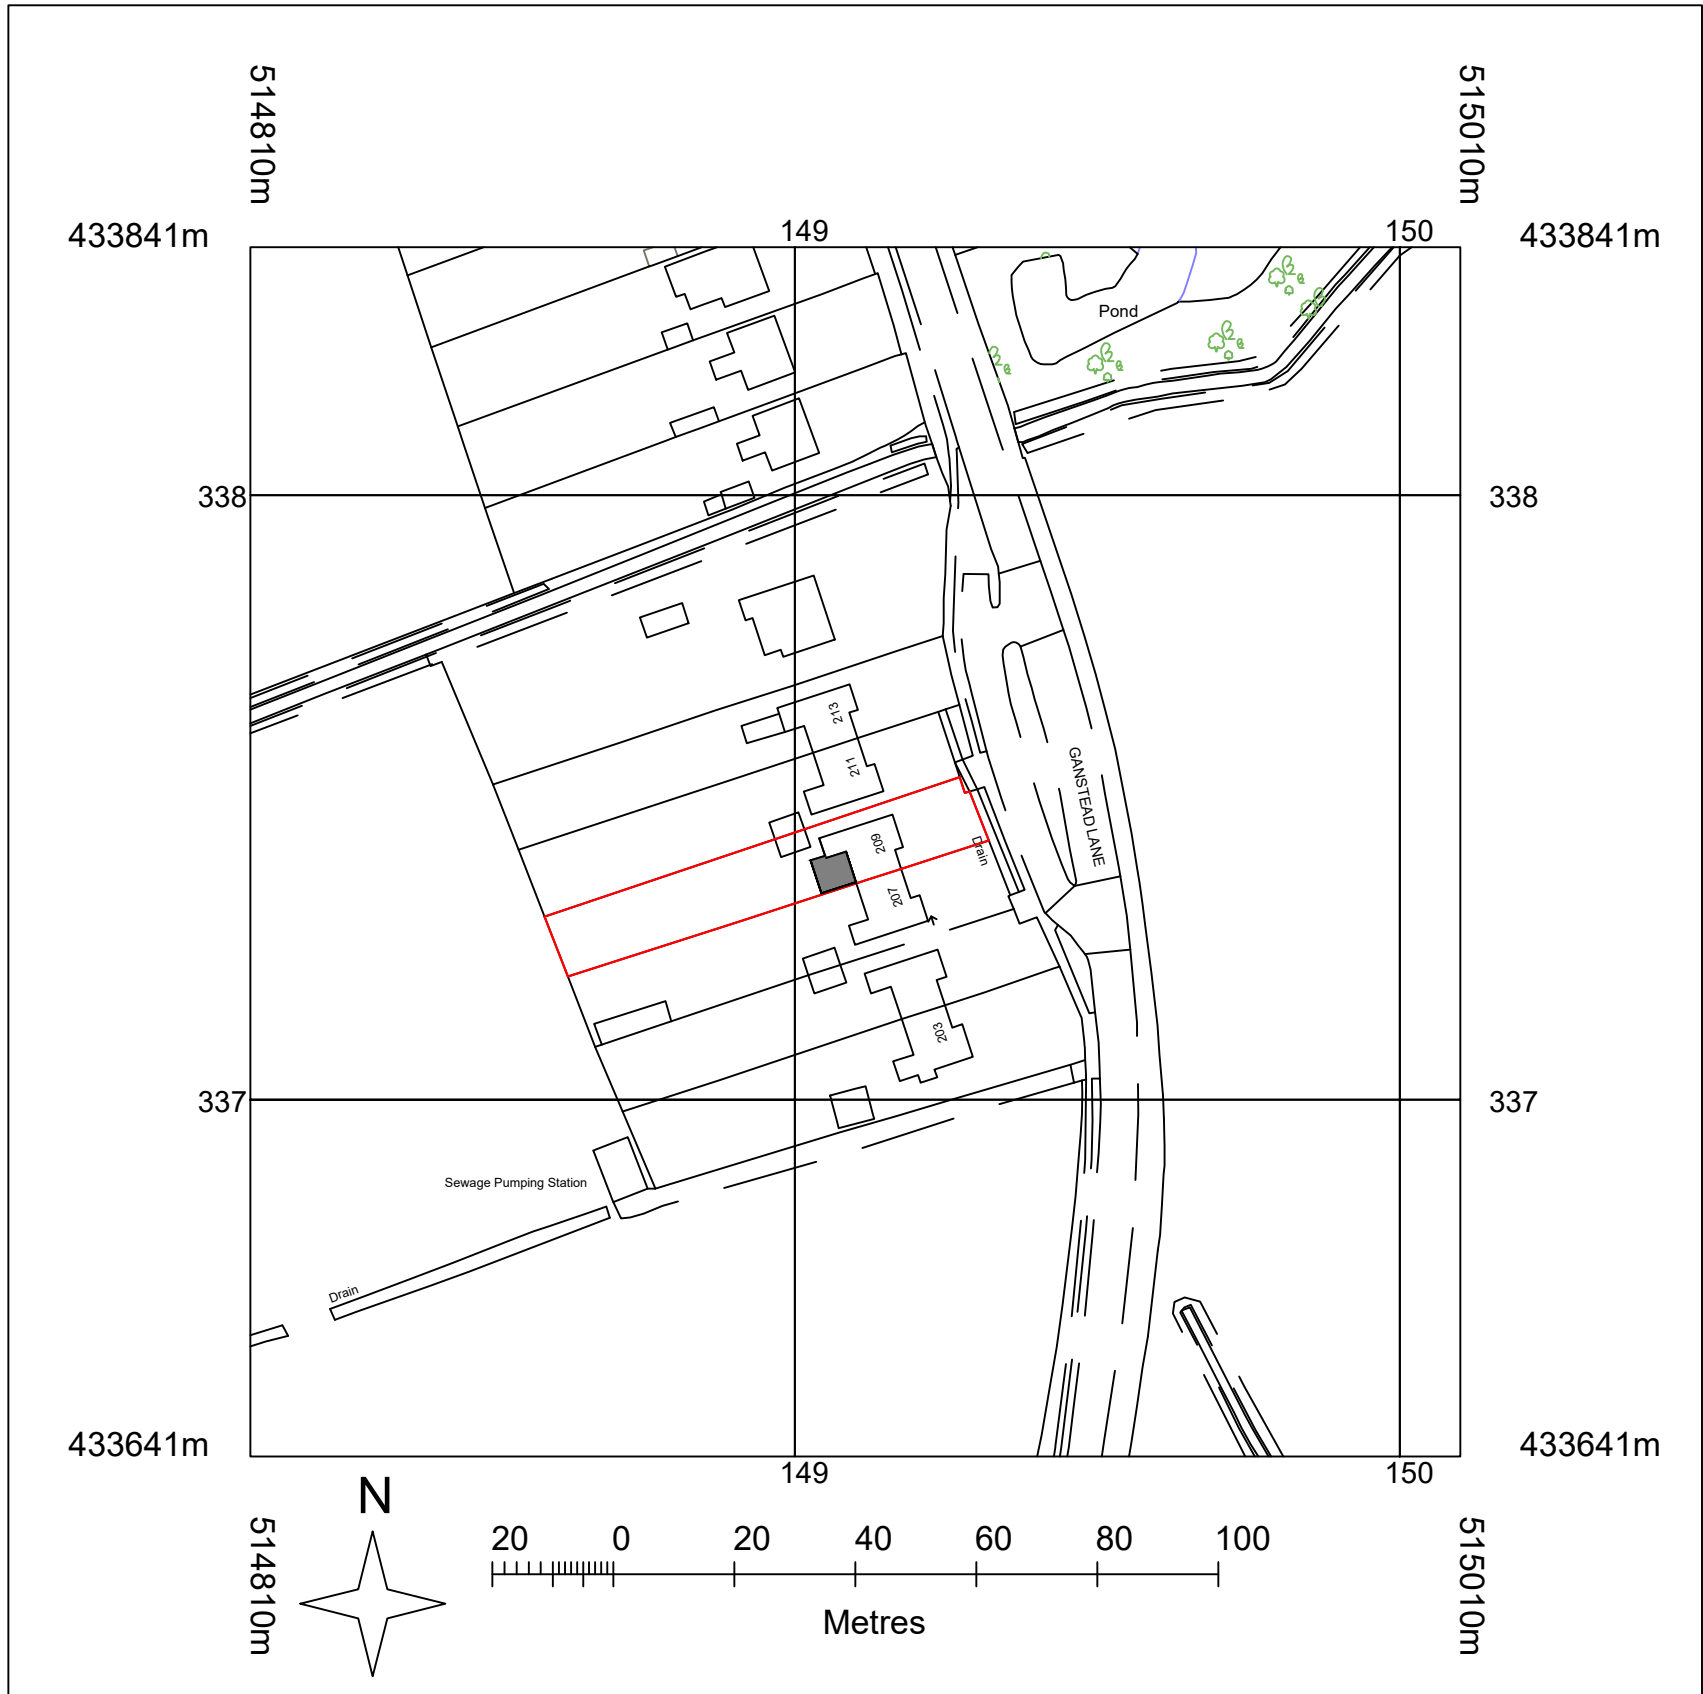 514810m
515010m
433841m
149
150
433841m
Pond
338
338
213
211
GANSTEAD LANE
209
Drain
207
203
337
337
Sewage Pumping Station
Drain
433641m
149
150
433641m
N
514810m
20 0 20 40 60 80 100
515010m
Metres